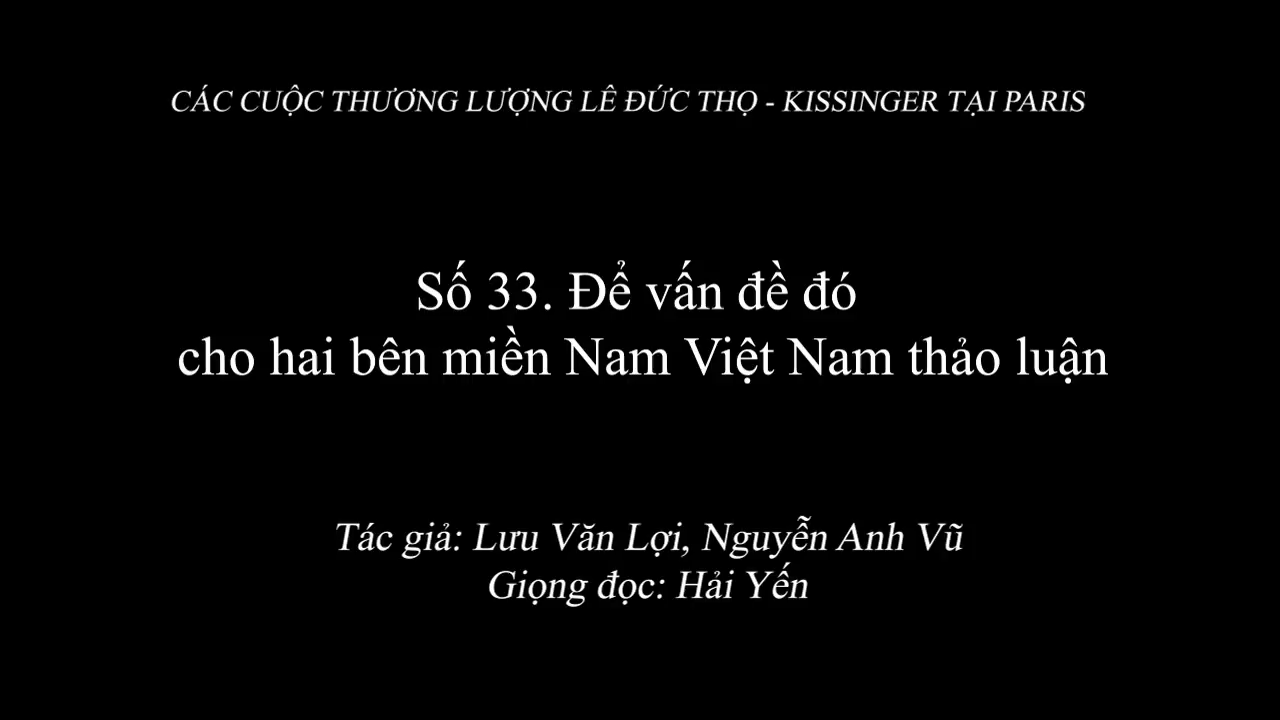 CÁC CUỘC THƯƠNG LƯỢNG LÊ ĐỨC THỌ - KISSINGER TẠI PARIS
Số 33. Để vấn đề đó
cho hai bên miền Nam Việt Nam thảo luận
Tác giả: Lưu Văn Lợi, Nguyễn Anh Vũ
Giọng đọc: Hải Yến